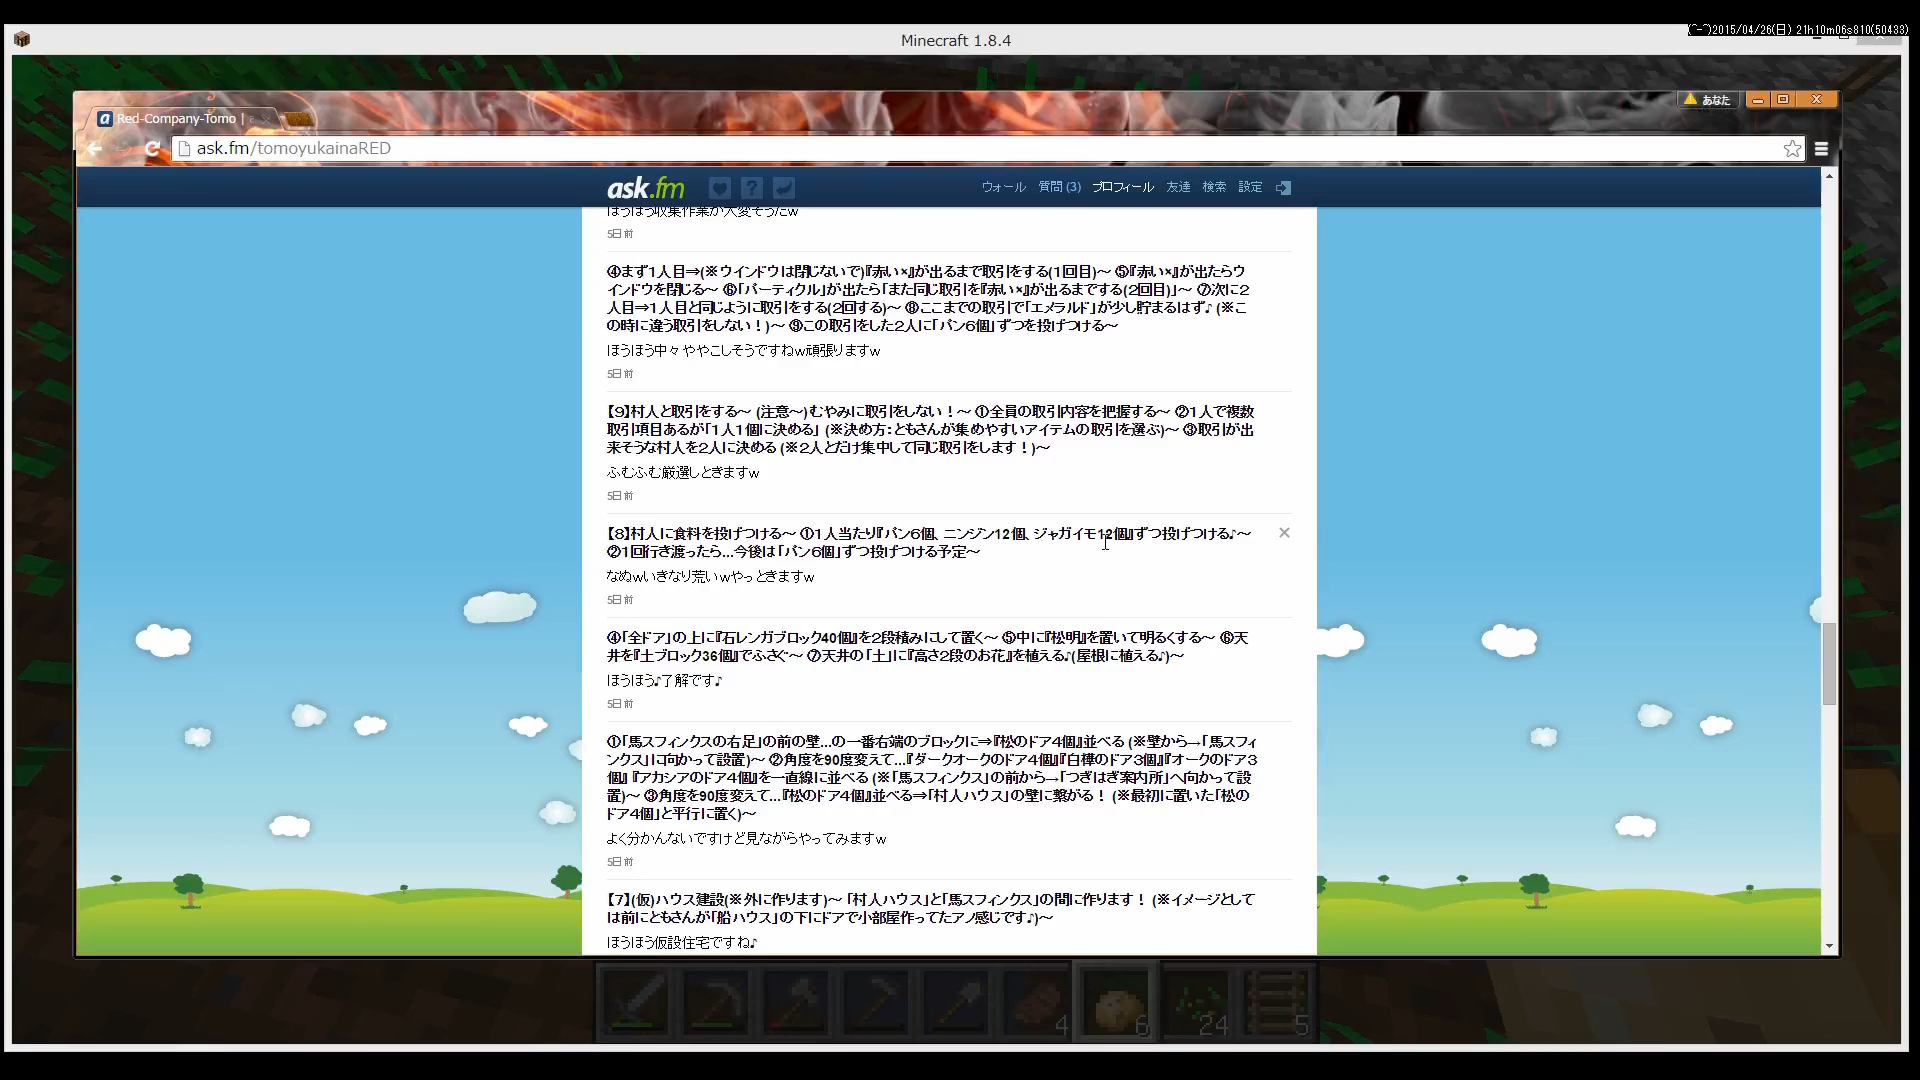 Minecraft 1.8.4
(^-^)2015/04/26(日) 21h10m06s810(50433)
Red-Company-Tomo |
あなた
ask.fm/tomoyukainaRED
ask.fm
ウォール 質問 (3) プロフィール 友達 検索 設定
ほうほう収集作業が大変そうだw
5日前
④まず1人目⇒(※ウインドウは閉じないで)『赤い×』が出るまで取引をする(1回目)～ ⑤『赤い×』が出たらウ
インドウを閉じる～ ⑥「パーティクル」が出たら「また同じ取引を『赤い×』が出るまでする(2回目)」～ ⑦次に2
人目⇒1人目と同じように取引をする(2回する)～ ⑧ここまでの取引で「エメラルド」が少し貯まるはず♪ (※こ
の時に違う取引をしない！)～ ⑨この取引をした2人に「パン6個」ずつを投げつける～
ほうほう中々ややこしそうですねw頑張りますw
5日前
【9】村人と取引をする～ (注意～)むやみに取引をしない！～ ①全員の取引内容を把握する～ ②1人で複数
取引項目あるが「1人1個に決める」 (※決め方：ともさんが集めやすいアイテムの取引を選ぶ)～ ③取引が出
来そうな村人を2人に決める (※2人とだけ集中して同じ取引をします！)～
ふむふむ厳選しときますw
5日前
【8】村人に食料を投げつける～ ①1人当たり『パン6個、ニンジン12個、ジャガイモ12個』ずつ投げつける♪～
②1回行き渡ったら...今後は「パン6個」ずつ投げつける予定～
なぬwいきなり荒いwやっときますw
5日前
④「全ドア」の上に『石レンガブロック40個』を2段積みにして置く～ ⑤中に『松明』を置いて明るくする～ ⑥天
井を『土ブロック36個』でふさぐ～ ⑦天井の「土」に『高さ2段のお花』を植える♪(屋根に植える♪)～
ほうほう♪了解です♪
5日前
①「馬スフィンクスの右足」の前の壁...の一番右端のブロックに⇒『松のドア4個』並べる (※壁から→「馬スフィ
ンクス」に向かって設置)～ ②角度を90度変えて...『ダークオークのドア4個』『白樺のドア3個』『オークのドア3
個』 『アカシアのドア4個』を一直線に並べる (※「馬スフィンクス」の前から→「つぎはぎ案内所」へ向かって設
置)～ ③角度を90度変えて...『松のドア4個』並べる⇒「村人ハウス」の壁に繋がる！ (※最初に置いた「松の
ドア4個」と平行に置く)～
よく分かんないですけど見ながらやってみますw
5日前
【7】(仮)ハウス建設(※外に作ります)～ 「村人ハウス」と「馬スフィンクス」の間に作ります！ (※イメージとして
は前にともさんが「船ハウス」の下にドアで小部屋作ってたアノ感じです♪)～
ほうほう仮設住宅ですね♪
4 6 24 5